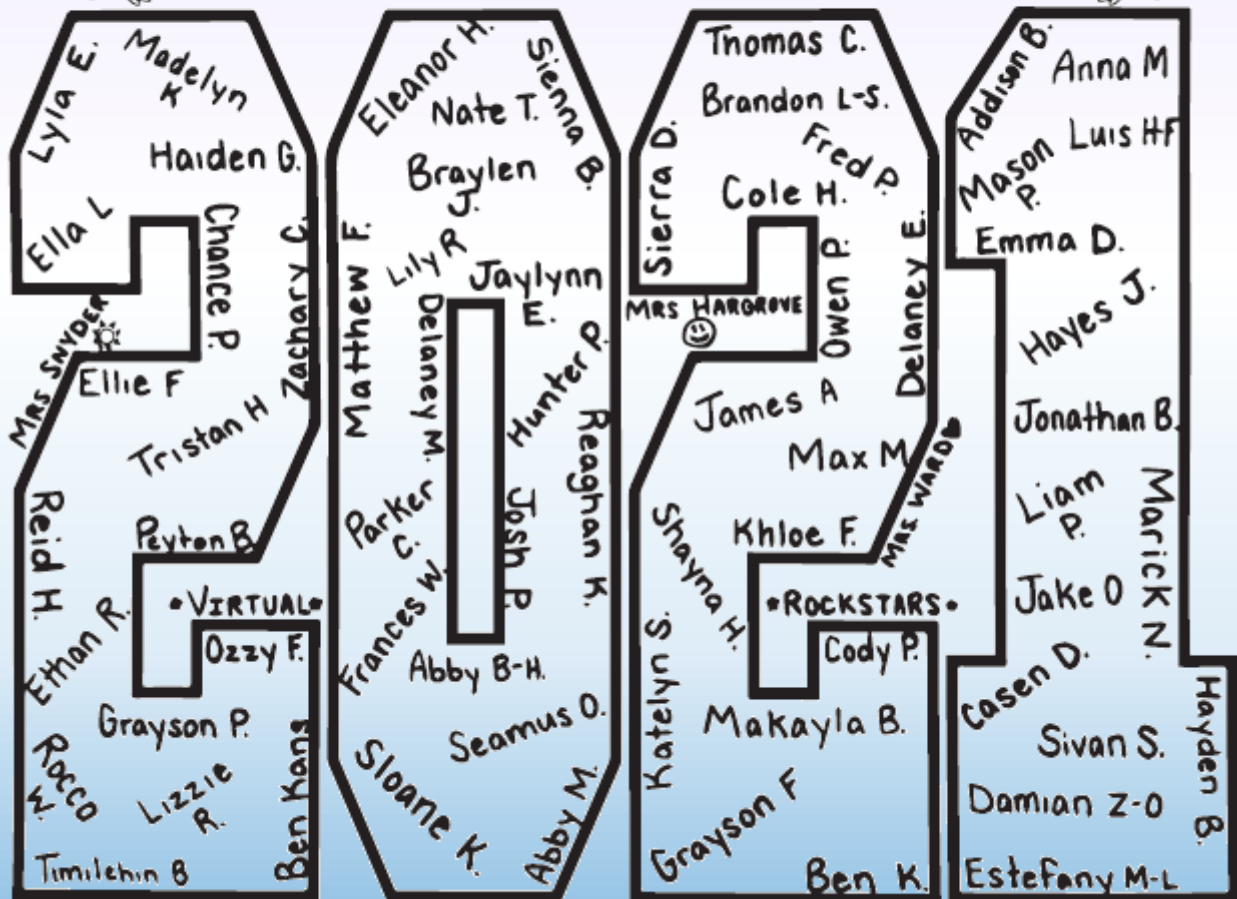 Lyla E.
Madelyn
K
Haiden G.
Ella L
Chance P.
Zachary C.
MRS SNYDER
Ellie F
Tristan H
Reid H.
Peyton B.
• VIRTUAL •
Ethan R.
Ozzy F.
Grayson P.
Rocco
W.
Lizzie
R.
Ben Kans
Timilehin B
Eleanor H.
Sienna B.
Nate T.
Braylen
J.
Matthew F.
Lily R
Jaylynn
E.
Delaney M.
Hunter P.
Reaghan K.
Parker
C.
Josh P.
Frances W.
Abby B-H.
Seamus O.
Sloane K.
Abby M.
Thomas C.
Brandon L-S.
Fred P.
Sierra D.
Cole H.
Owen P.
Delaney E.
MRS HARGROVE
James A
Max M
MRS. WARD
Shayna H.
Khloe F.
Katelyn S.
• ROCKSTARS •
Cody P.
Makayla B.
Grayson F
Ben K.
Addison B.
Anna M
Luis H-F
Mason
P.
Emma D.
Hayes J.
Jonathan B.
Liam
P.
Marick N.
Jake O
Casen D.
Hayden B.
Sivan S.
Damian Z-O
Estefany M-L